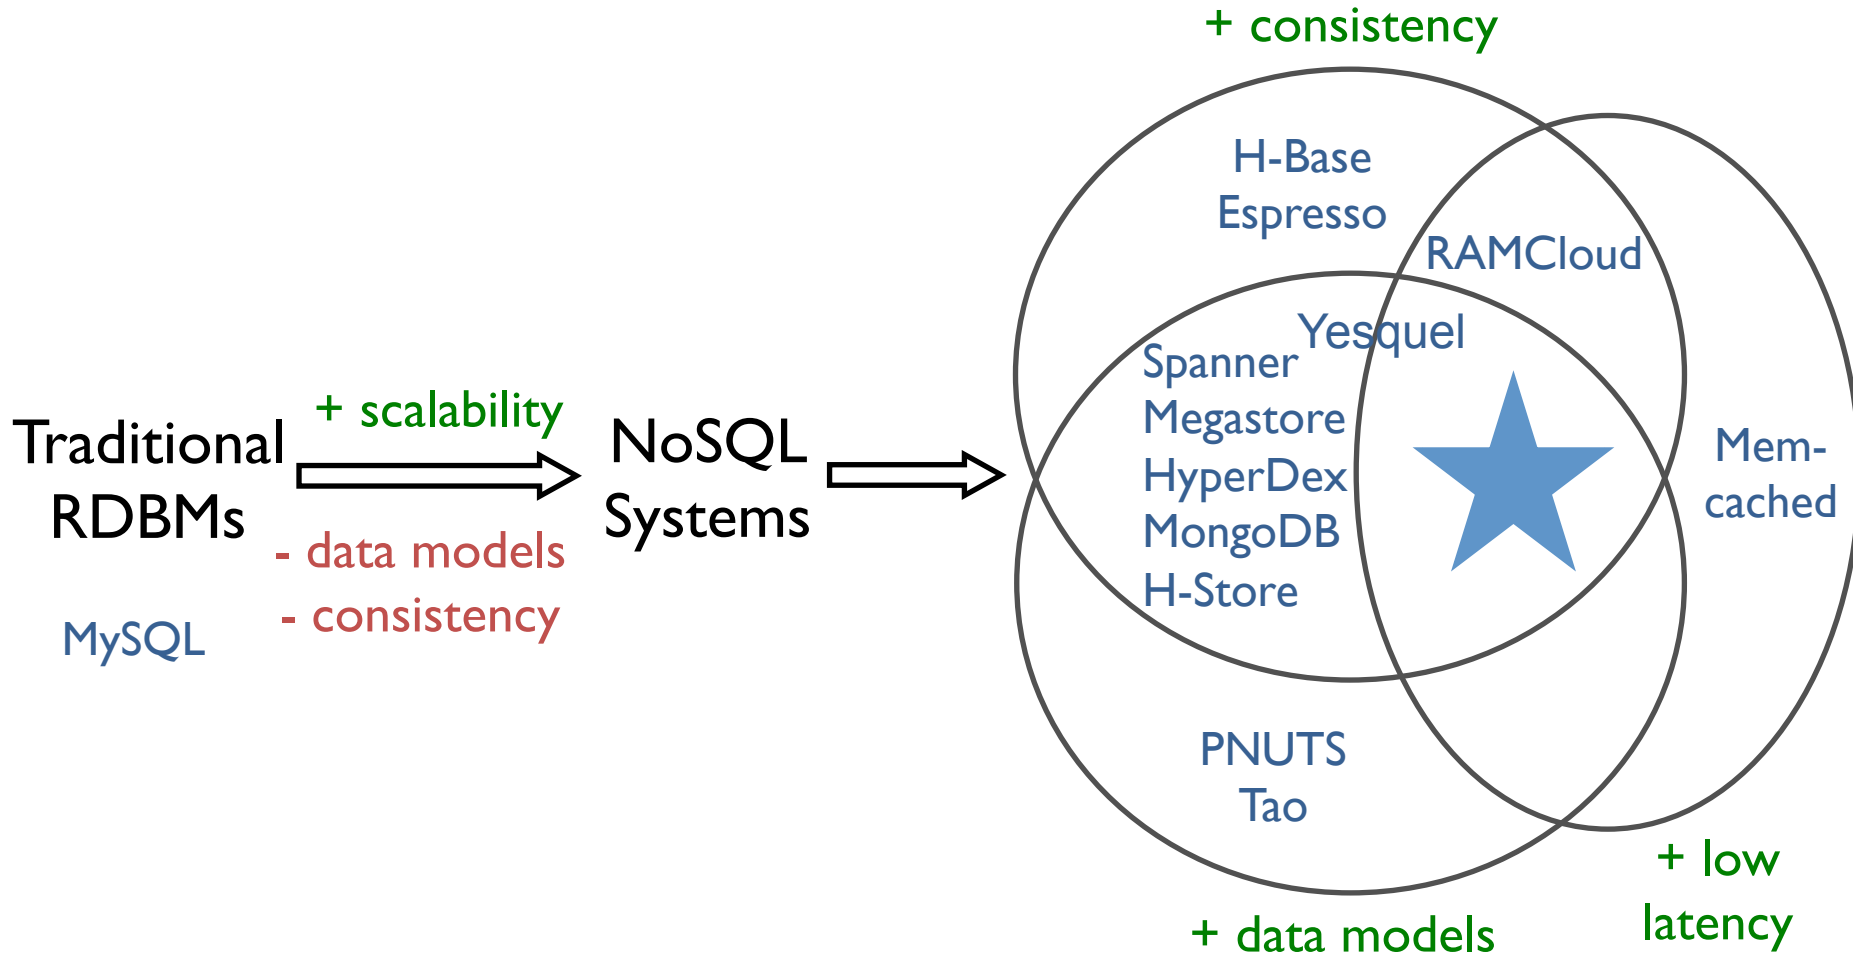 Traditional
RDBMs
MySQL
+ scalability
- data models
- consistency
NoSQL
Systems
+ consistency
H-Base
Espresso
RAMCloud
Yesquel
Spanner
Megastore
HyperDex
MongoDB
H-Store
Mem-
cached
PNUTS
Tao
+ data models
+ low
latency